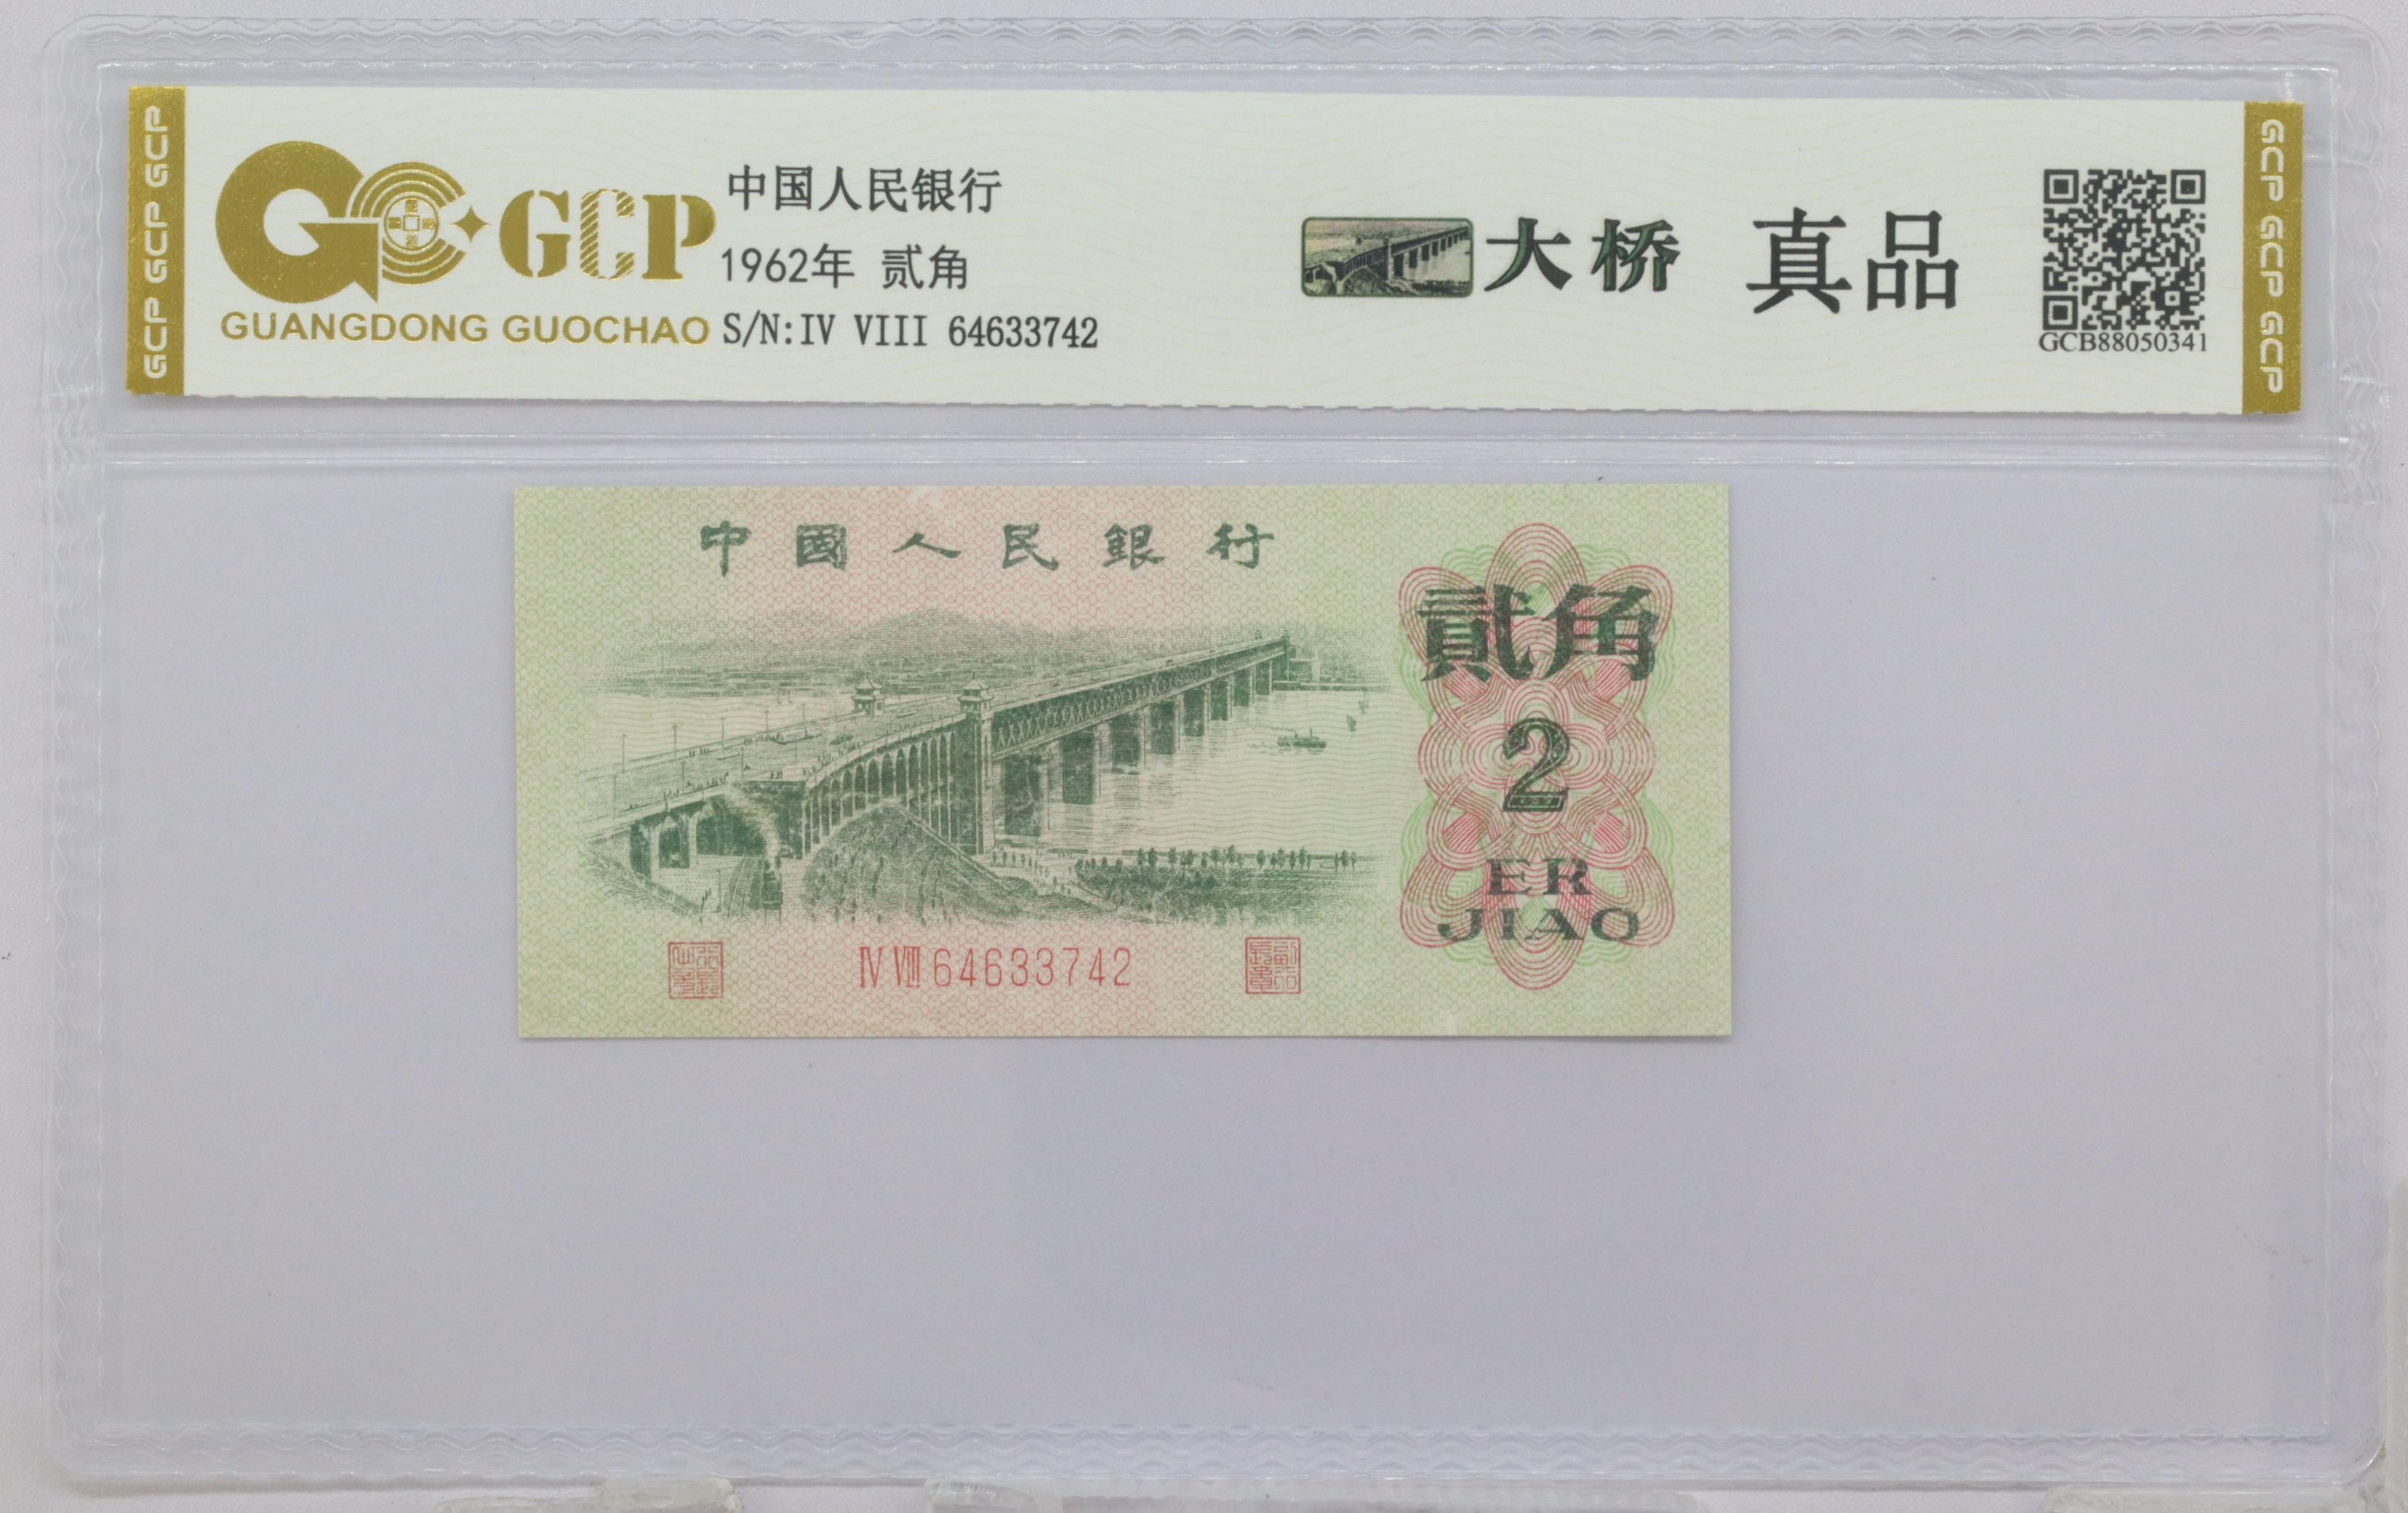 GCP GCP GCP
GCP
GUANGDONG GUOCHAO
中国人民银行
1962年 贰角
S/N:IV VIII 64633742
大桥 真品
GCB88050341
GCP GCP GCP
中國人民銀行
貳角
2
ER
JIAO
Ⅳ Ⅷ 64633742